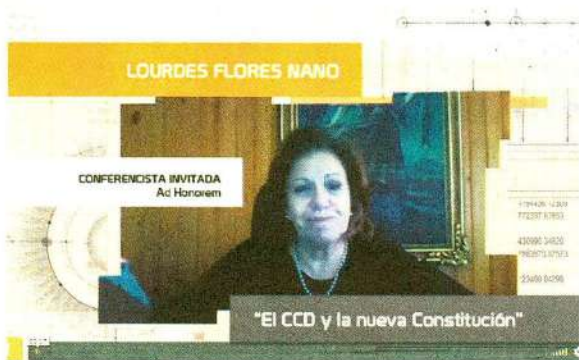 LOURDES FLORES NANO
CONFERENCISTA INVITADA
Ad Honorem
"El CCD y la nueva Constitución"